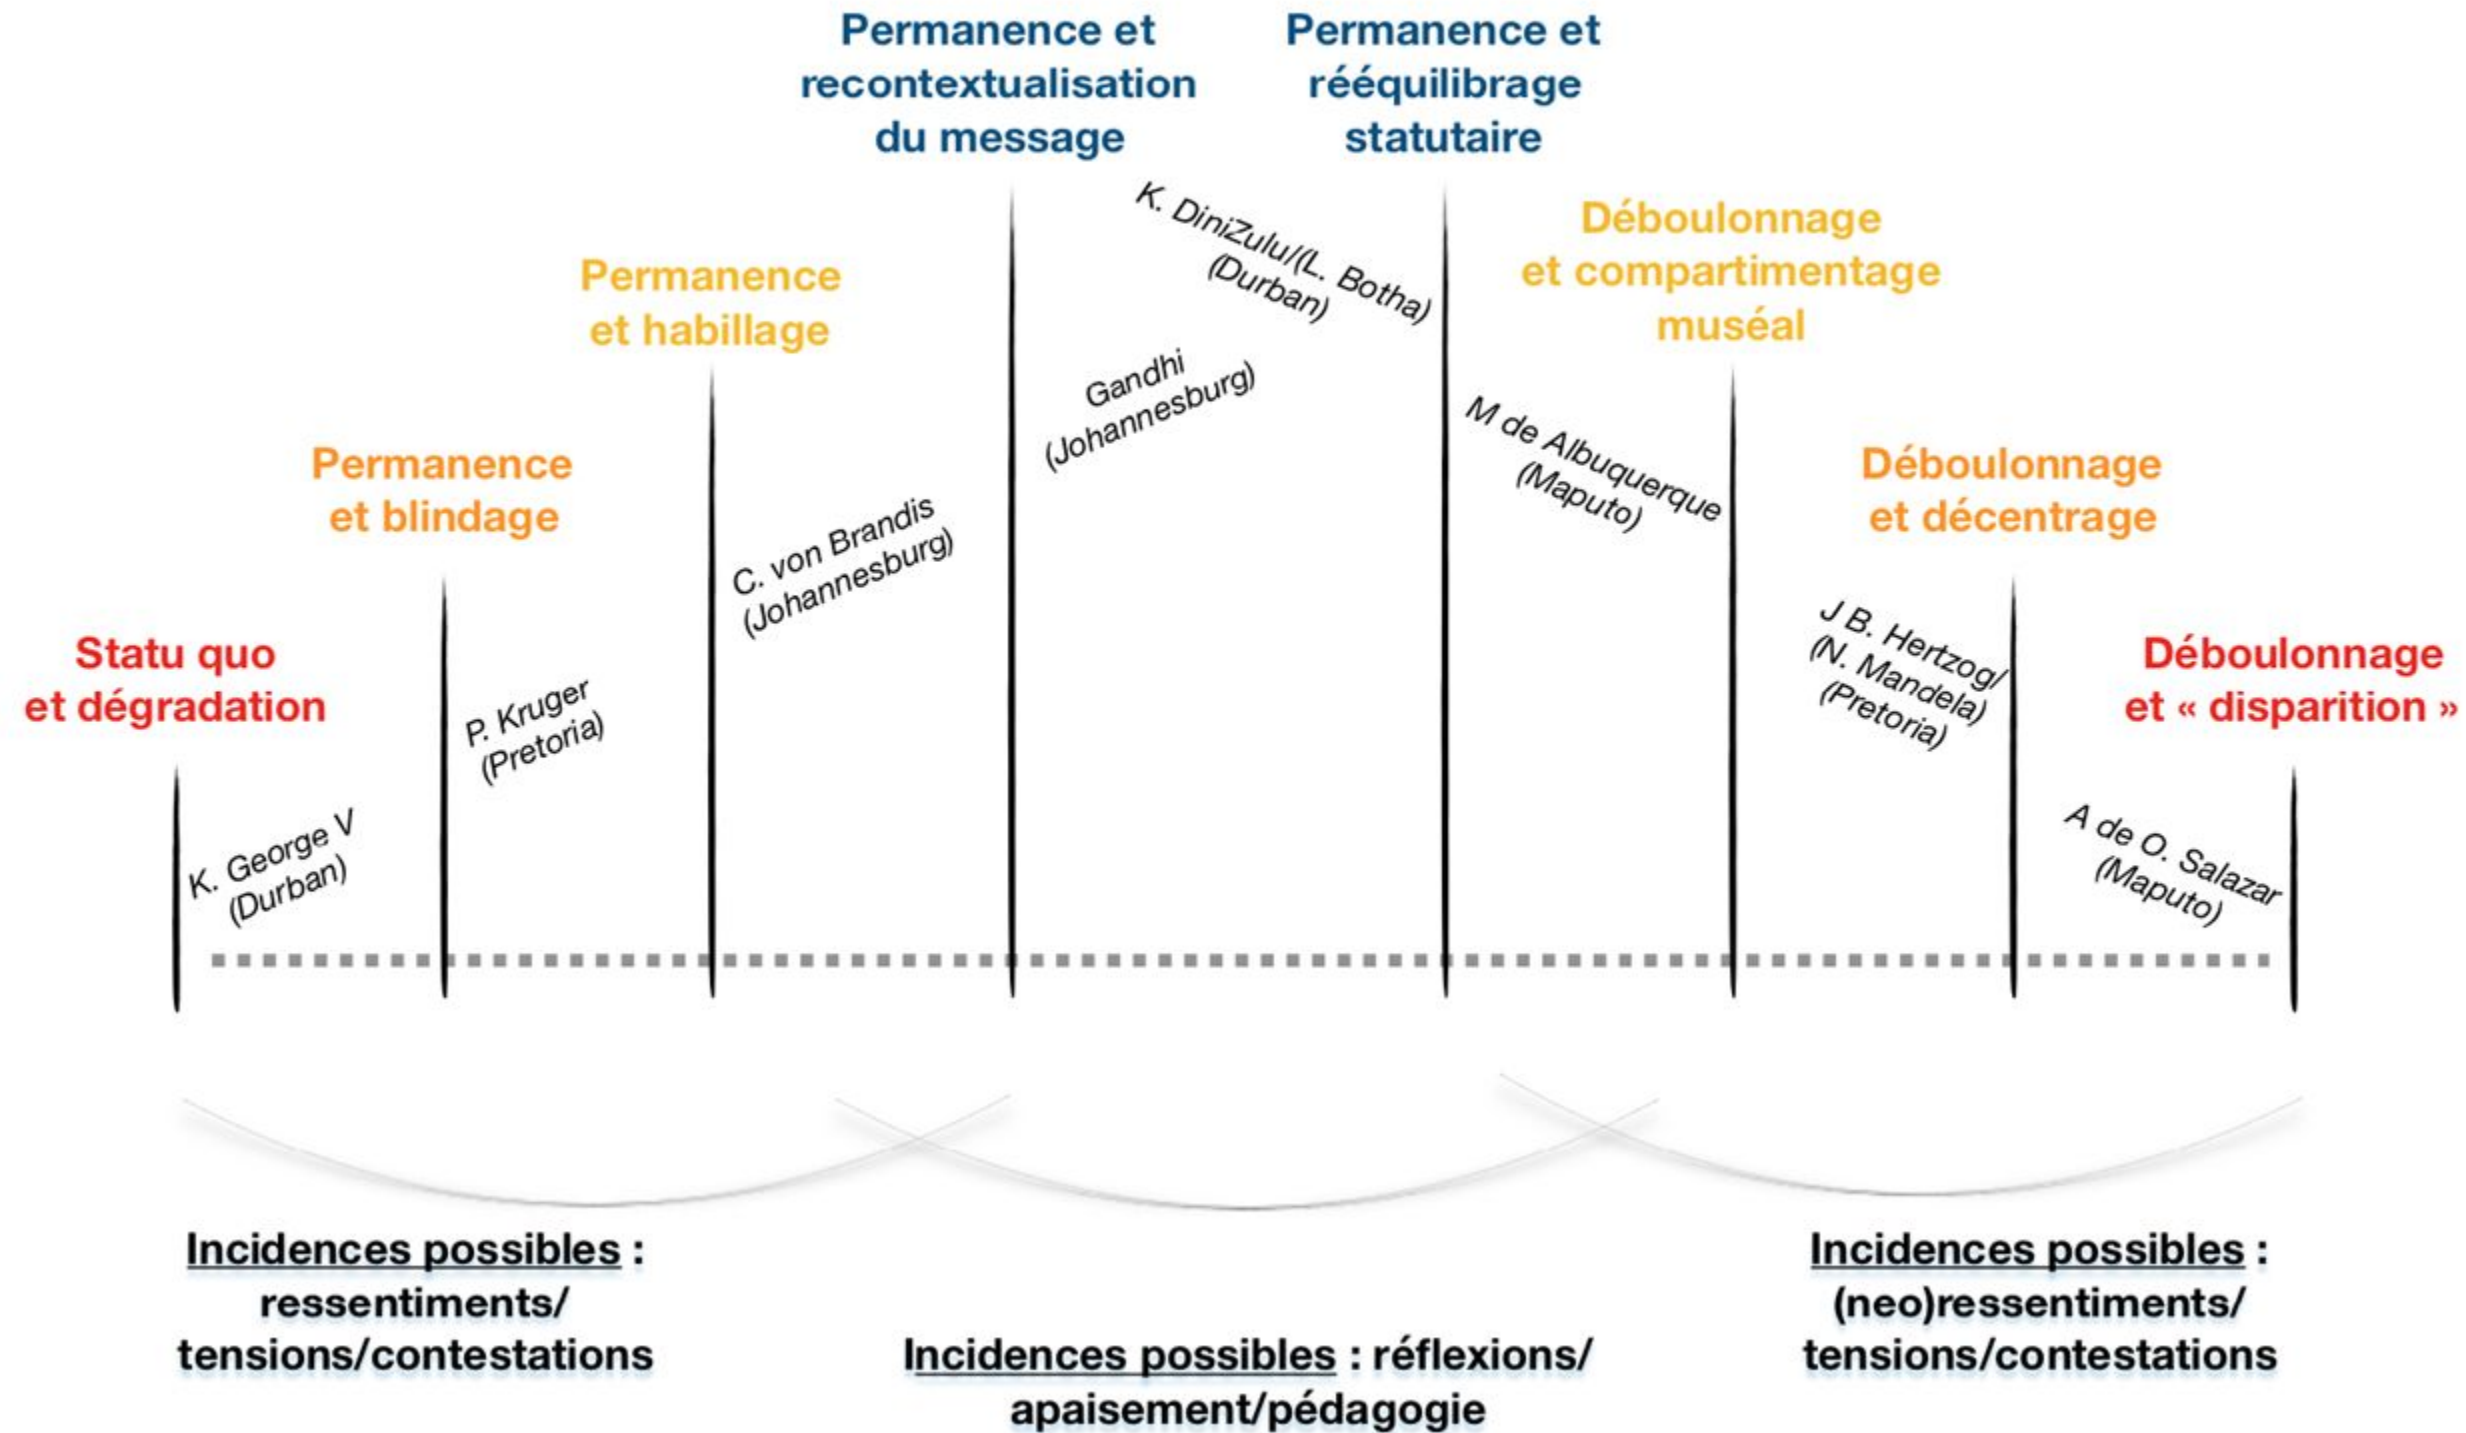 Permanence et
recontextualisation
du message
Permanence et
rééquilibrage
statutaire
K. DiniZulu/(L. Botha)
(Durban)
Déboulonnage
et compartimentage
muséal
Permanence
et habillage
Gandhi
(Johannesburg)
M de Albuquerque
(Maputo)
Permanence
et blindage
Déboulonnage
et décentrage
C. von Brandis
(Johannesburg)
J B. Hertzog/
(N. Mandela)
(Pretoria)
Statu quo
et dégradation
Déboulonnage
et « disparition »
P. Kruger
(Pretoria)
K. George V
(Durban)
A de O. Salazar
(Maputo)
Incidences possibles :
ressentiments/
tensions/contestations
Incidences possibles : réflexions/
apaisement/pédagogie
Incidences possibles :
(neo)ressentiments/
tensions/contestations